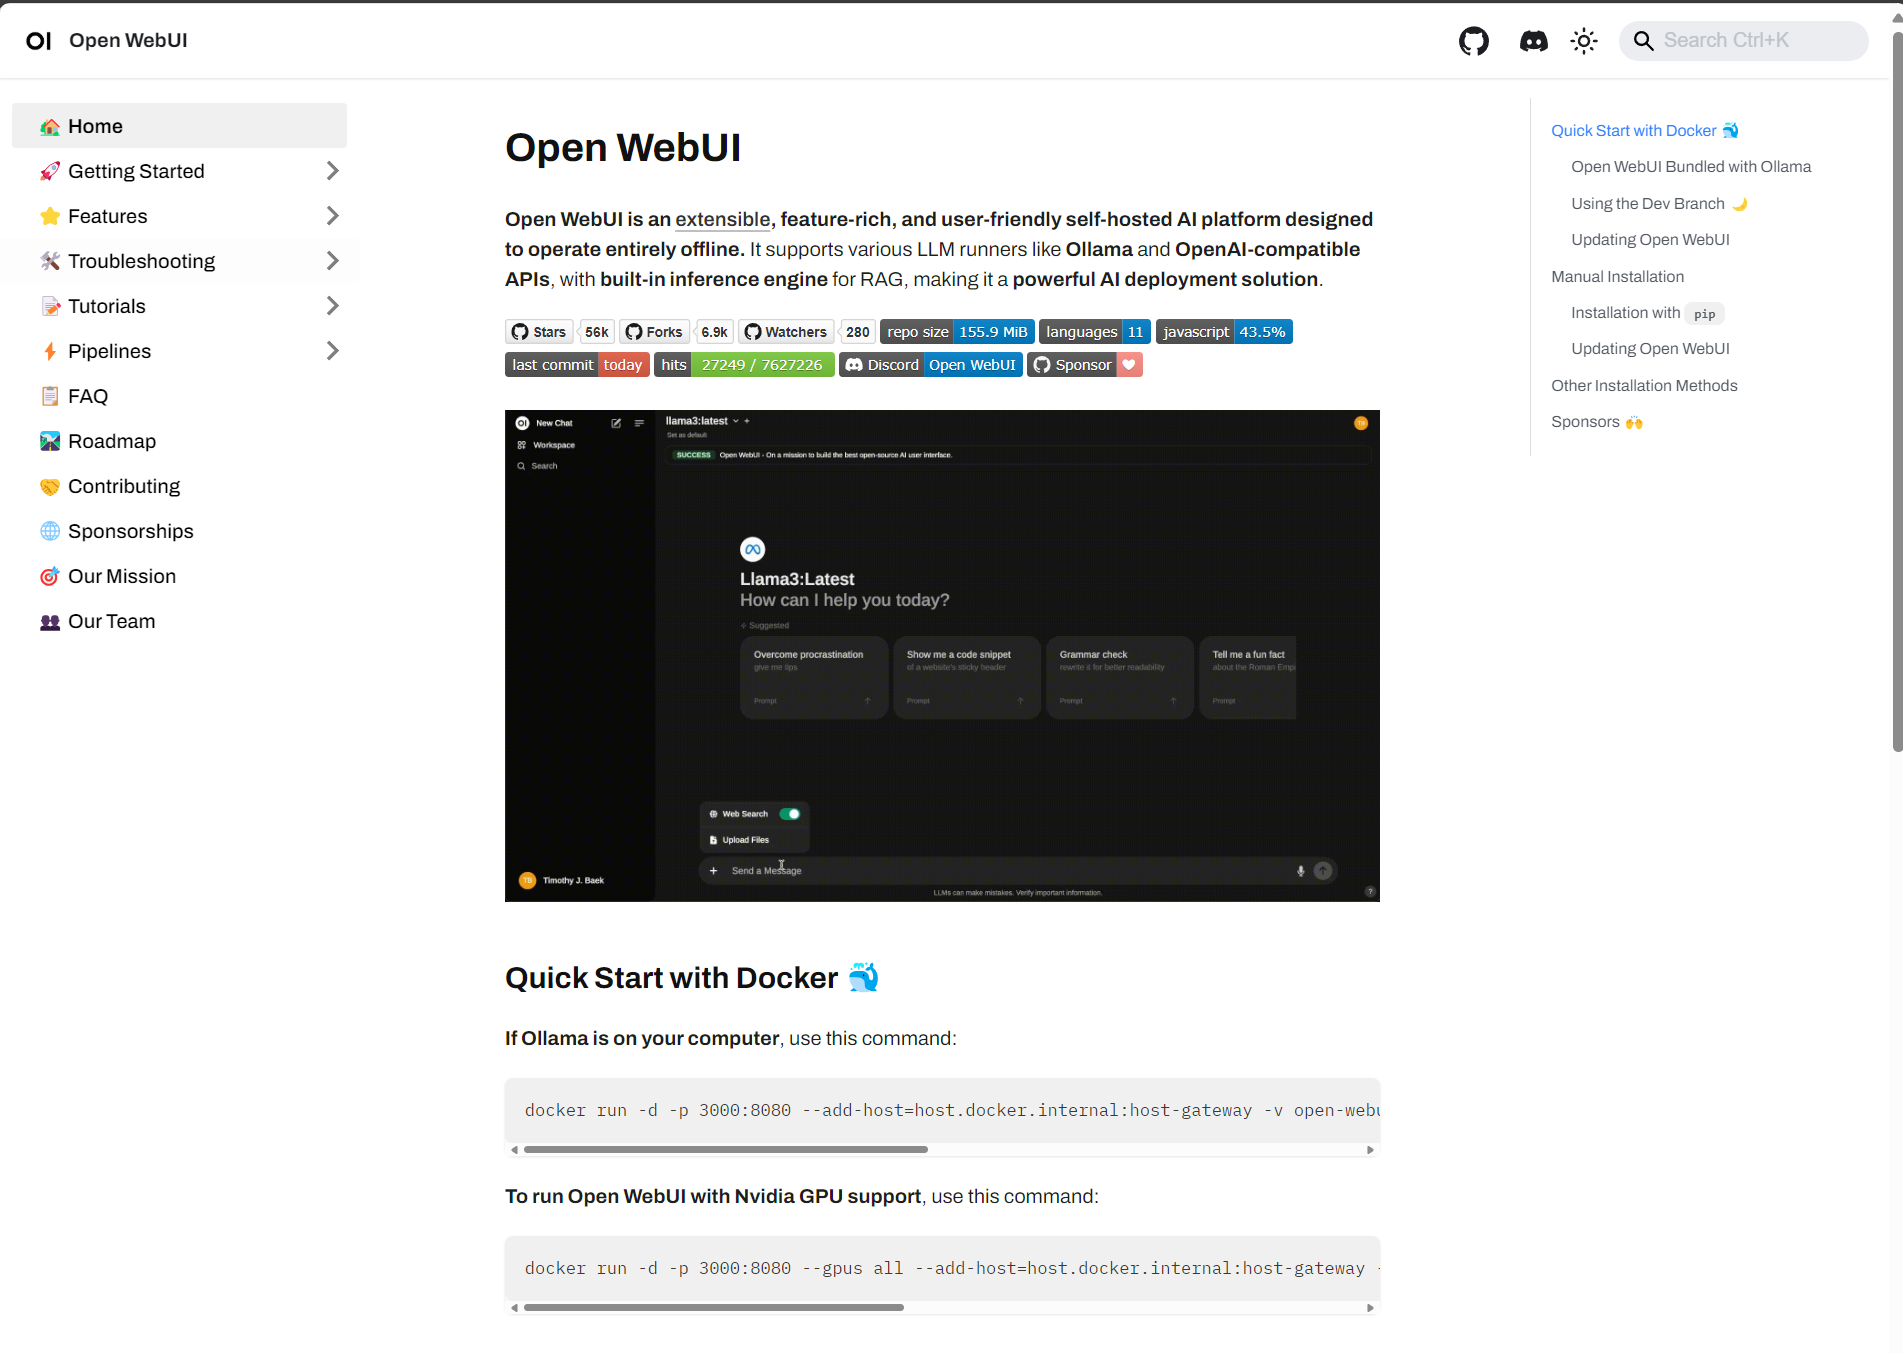 Open WebUI
Search Ctrl+K
Home
Getting Started
Features
Troubleshooting
Tutorials
Pipelines
FAQ
Roadmap
Contributing
Sponsorships
Our Mission
Our Team
Open WebUI
Open WebUI is an extensible, feature-rich, and user-friendly self-hosted AI platform designed
to operate entirely offline. It supports various LLM runners like Ollama and OpenAI-compatible
APIs, with built-in inference engine for RAG, making it a powerful AI deployment solution.
Stars 56k Forks 6.9k Watchers 280 repo size 155.9 MiB languages 11 javascript 43.5%
last commit today hits 27249 / 7627226 Discord Open WebUI Sponsor
OI New Chat
Workspace
Search
llama3:latest
Set as default
SUCCESS Open WebUI - On a mission to build the best open-source AI user interface.
Llama3:Latest
How can I help you today?
Suggested
Overcome procrastination
give me tips
Prompt
Show me a code snippet
of a website's sticky header
Prompt
Grammar check
rewrite it for better readability
Prompt
Tell me a fun fact
about the Roman Emp
Prompt
Web Search
Upload Files
Send a Message
LLMs can make mistakes. Verify important information.
TB Timothy J. Baek
Quick Start with Docker
If Ollama is on your computer, use this command:
docker run -d -p 3000:8080 --add-host=host.docker.internal:host-gateway -v open-webu
To run Open WebUI with Nvidia GPU support, use this command:
docker run -d -p 3000:8080 --gpus all --add-host=host.docker.internal:host-gateway -
Quick Start with Docker
Open WebUI Bundled with Ollama
Using the Dev Branch
Updating Open WebUI
Manual Installation
Installation with pip
Updating Open WebUI
Other Installation Methods
Sponsors